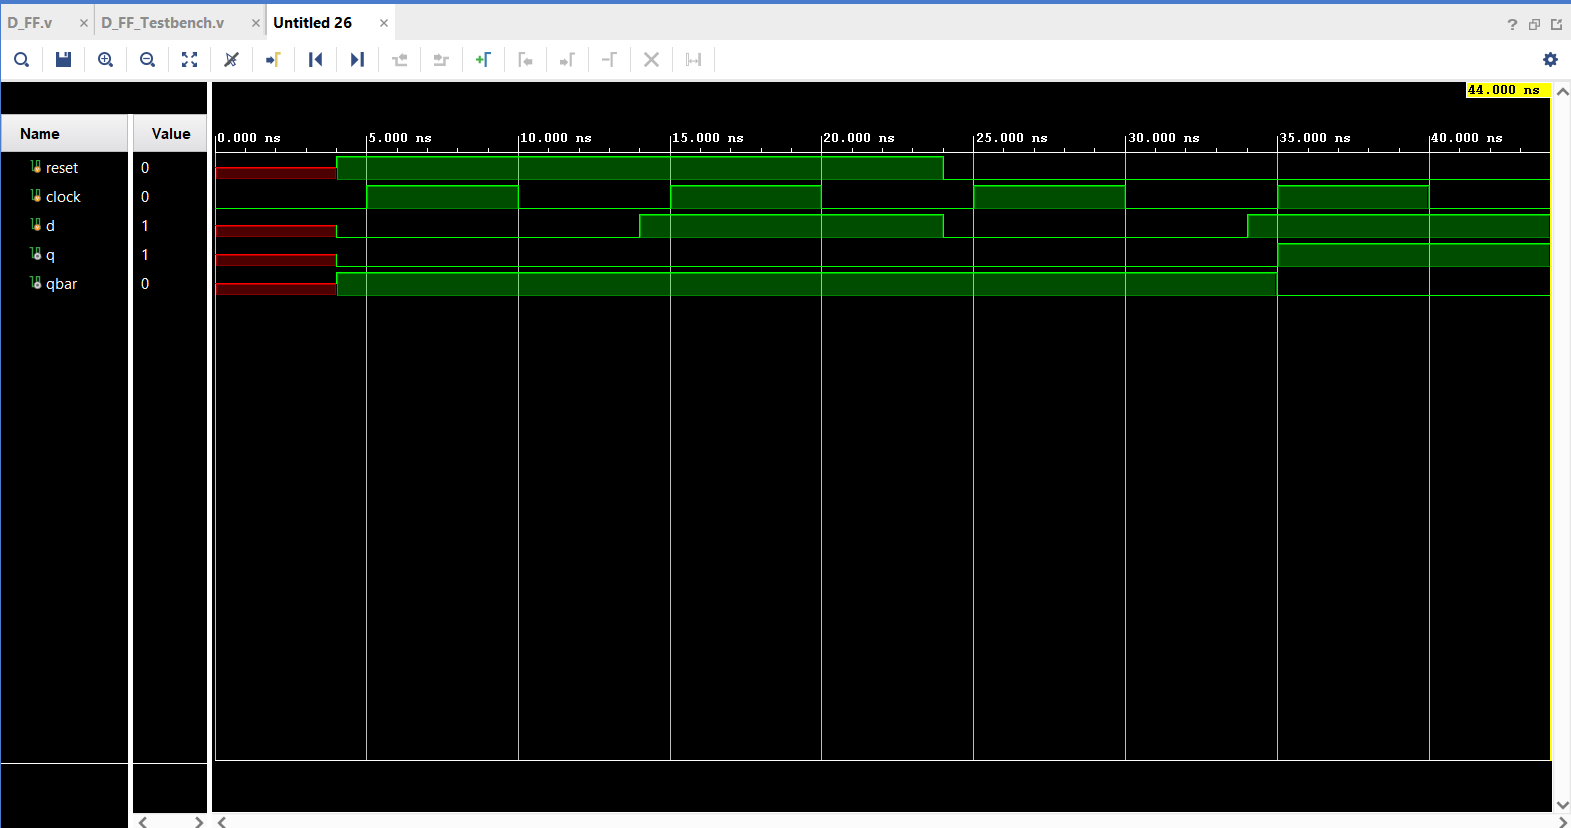 D_FF.v × D_FF_Testbench.v × Untitled 26 ×
?
44.000 ns
Name Value
0.000 ns 5.000 ns 10.000 ns 15.000 ns 20.000 ns 25.000 ns 30.000 ns 35.000 ns 40.000 ns
reset 0
clock 0
d 1
q 1
qbar 0